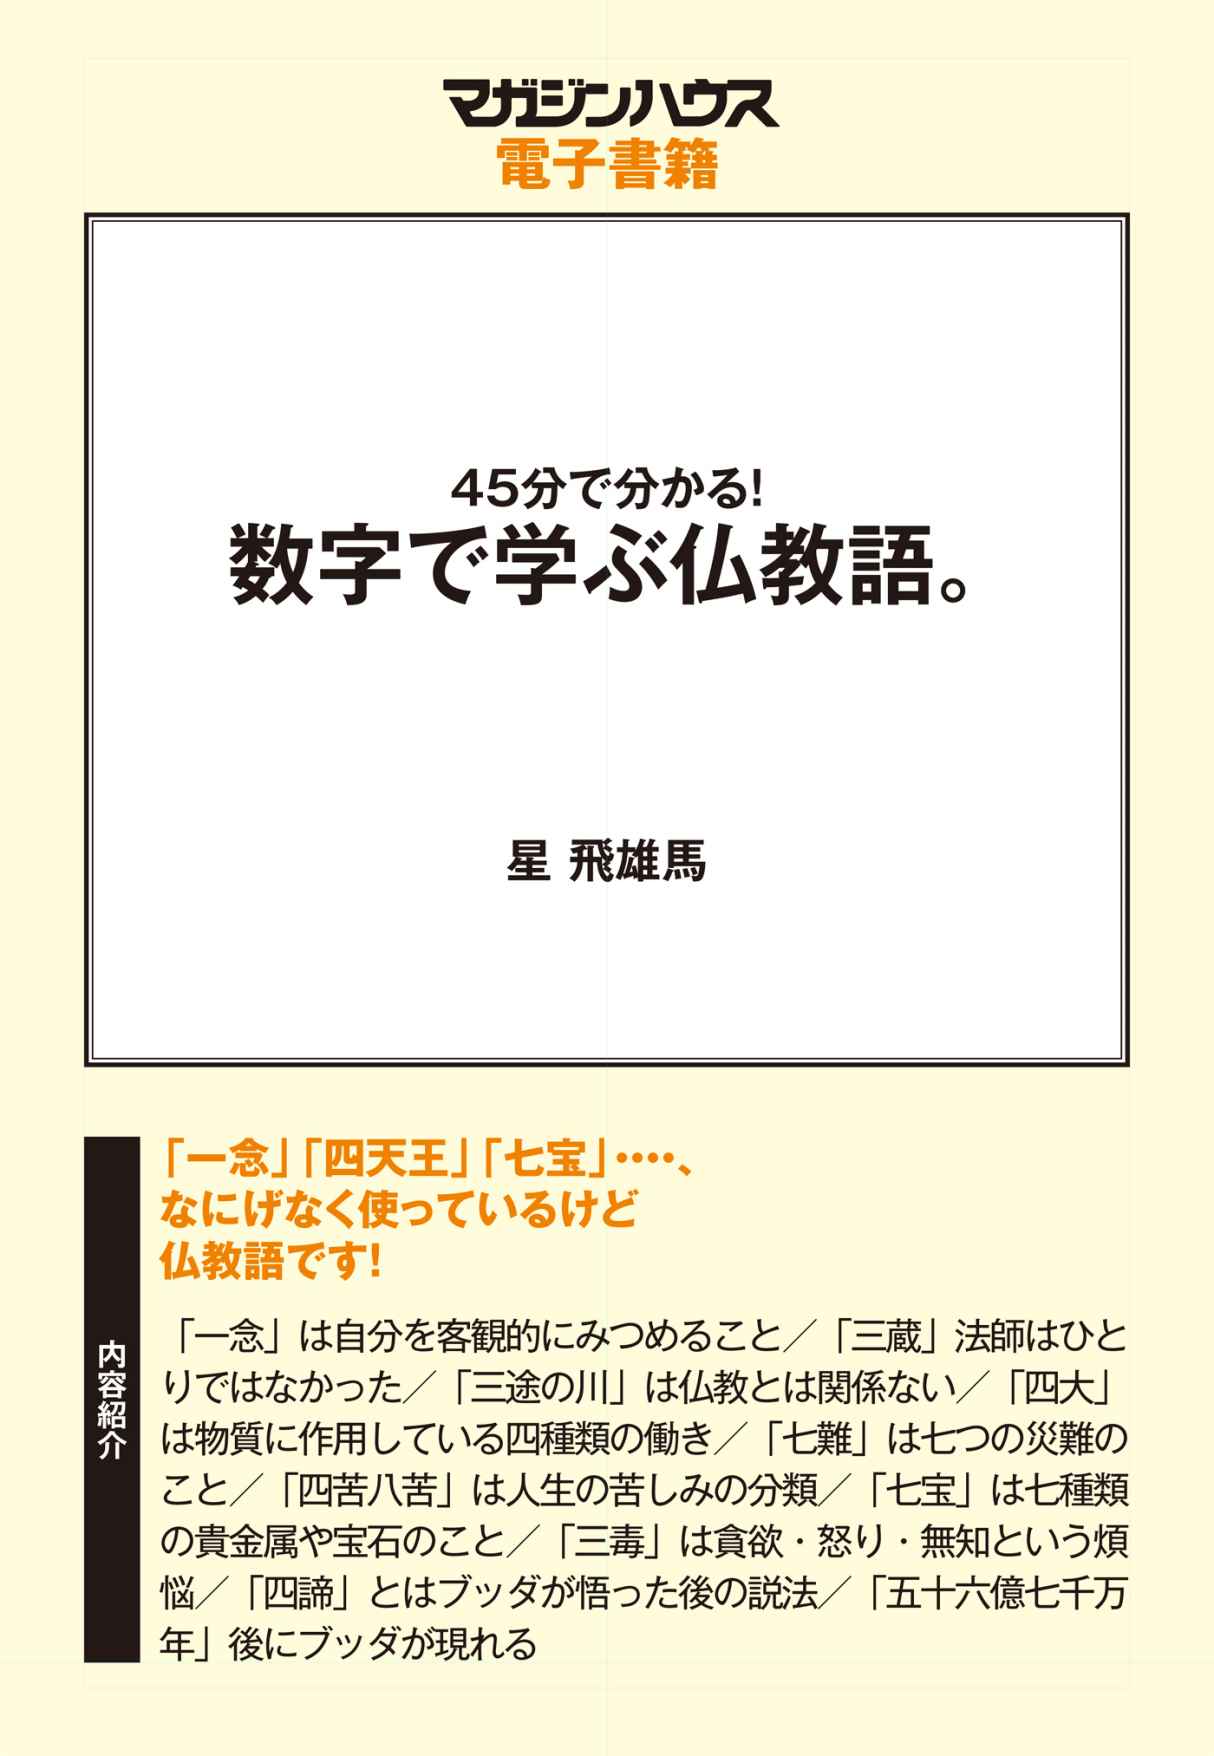 マガジンハウス
電子書籍
45分で分かる!
数字で学ぶ仏教語。
星 飛雄馬
内容紹介
「一念」「四天王」「七宝」‥‥、
なにげなく使っているけど
仏教語です!
「一念」は自分を客観的にみつめること／「三蔵」法師はひと
りではなかった／「三途の川」は仏教とは関係ない／「四大」
は物質に作用している四種類の働き／「七難」は七つの災難の
こと／「四苦八苦」は人生の苦しみの分類／「七宝」は七種類
の貴金属や宝石のこと／「三毒」は貪欲・怒り・無知という煩
悩／「四諦」とはブッダが悟った後の説法／「五十六億七千万
年」後にブッダが現れる